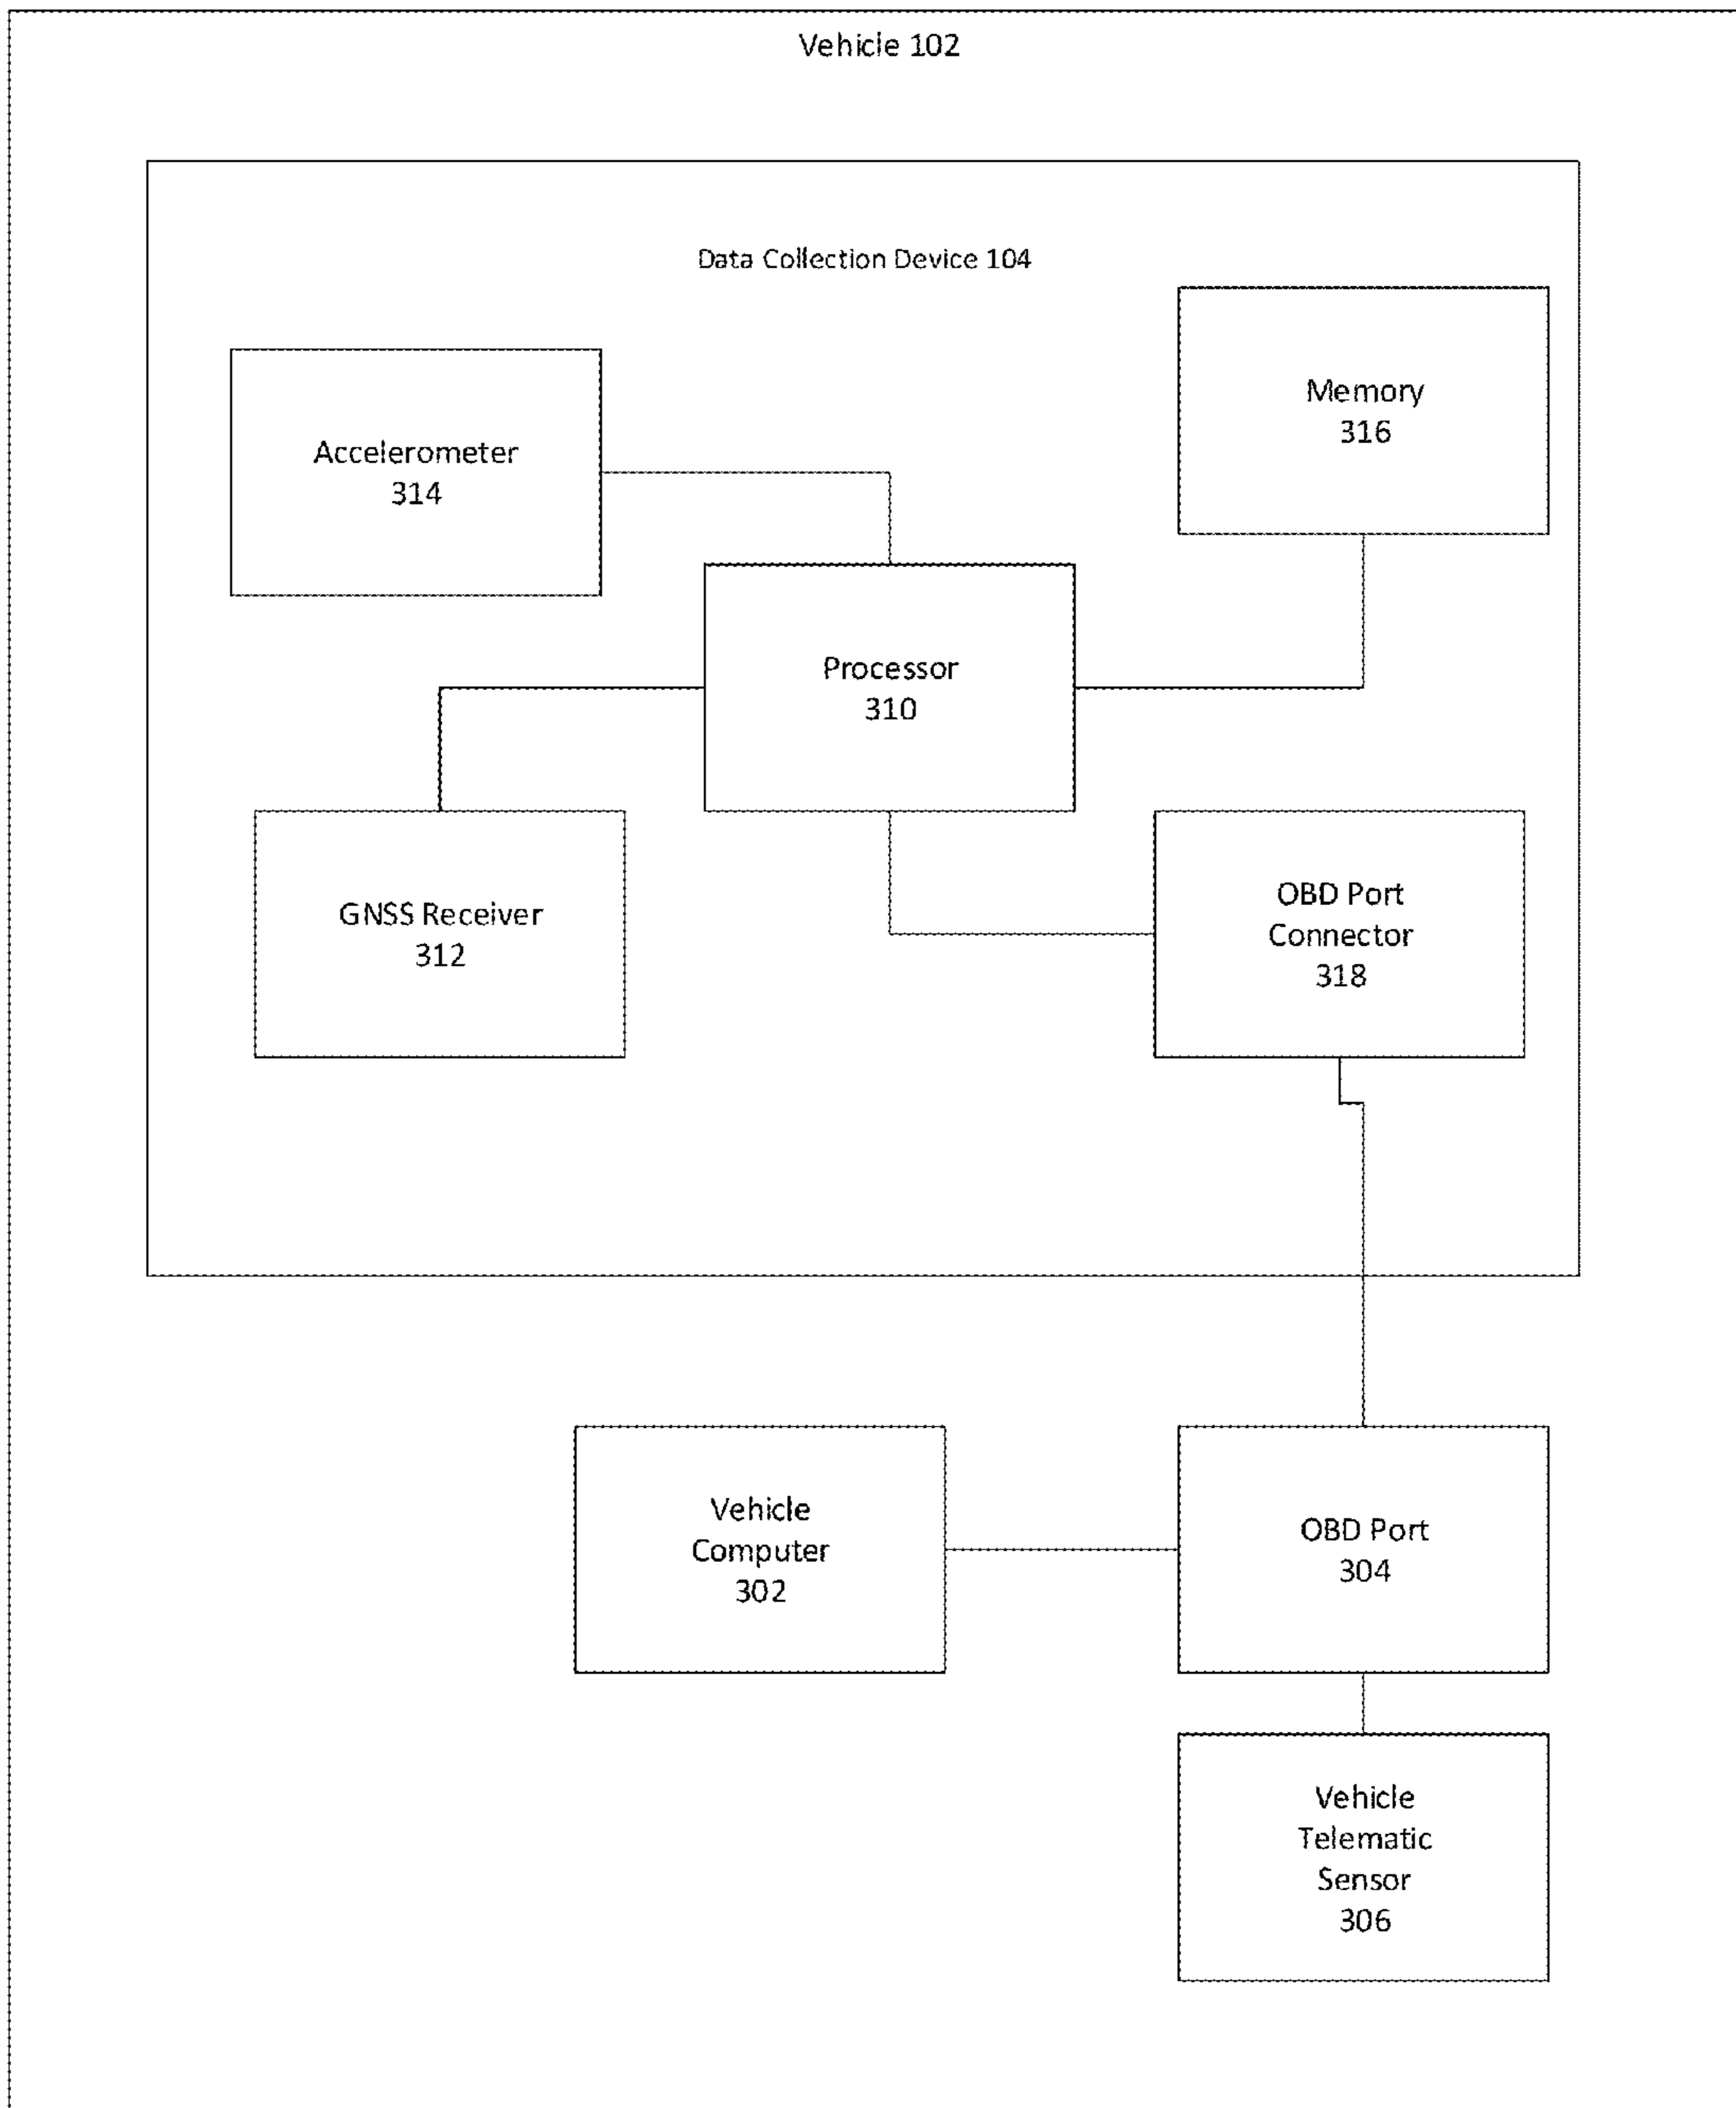 Vehicle 102
Data Collection Device 104
Memory
316
Accelerometer
314
Processor
310
OBD Port
Connector
318
GNSS Receiver
312
Vehicle
Computer
302
OBD Port
304
Vehicle
Telematic
Sensor
306